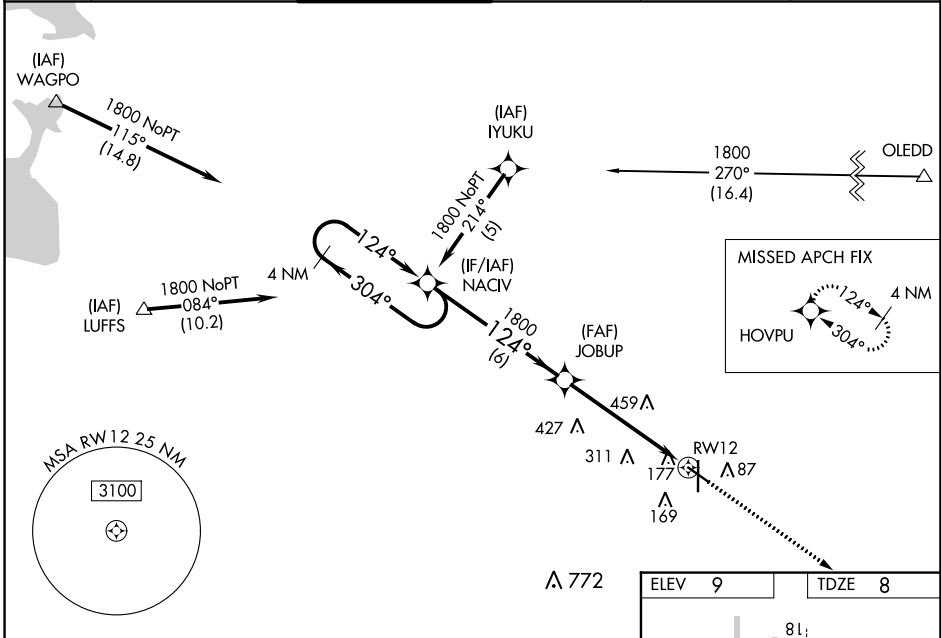 (IAF)
WAGPO
1800 NoPT
115°
(14.8)
(IAF)
IYUKU
1800 NoPT
214°
(5)
1800
270°
(16.4)
OLEDD
4 NM
124°
304°
(IF/IAF)
NACIV
(IAF)
LUFFS
1800 NoPT
084°
(10.2)
MISSED APCH FIX
HOVPU
124°
304°
4 NM
1800
124°
(6)
(FAF)
JOBUP
459
427
311
177
RW12
87
169
MSA RW12 25 NM
3100
772
ELEV 9
TDZE 8
18